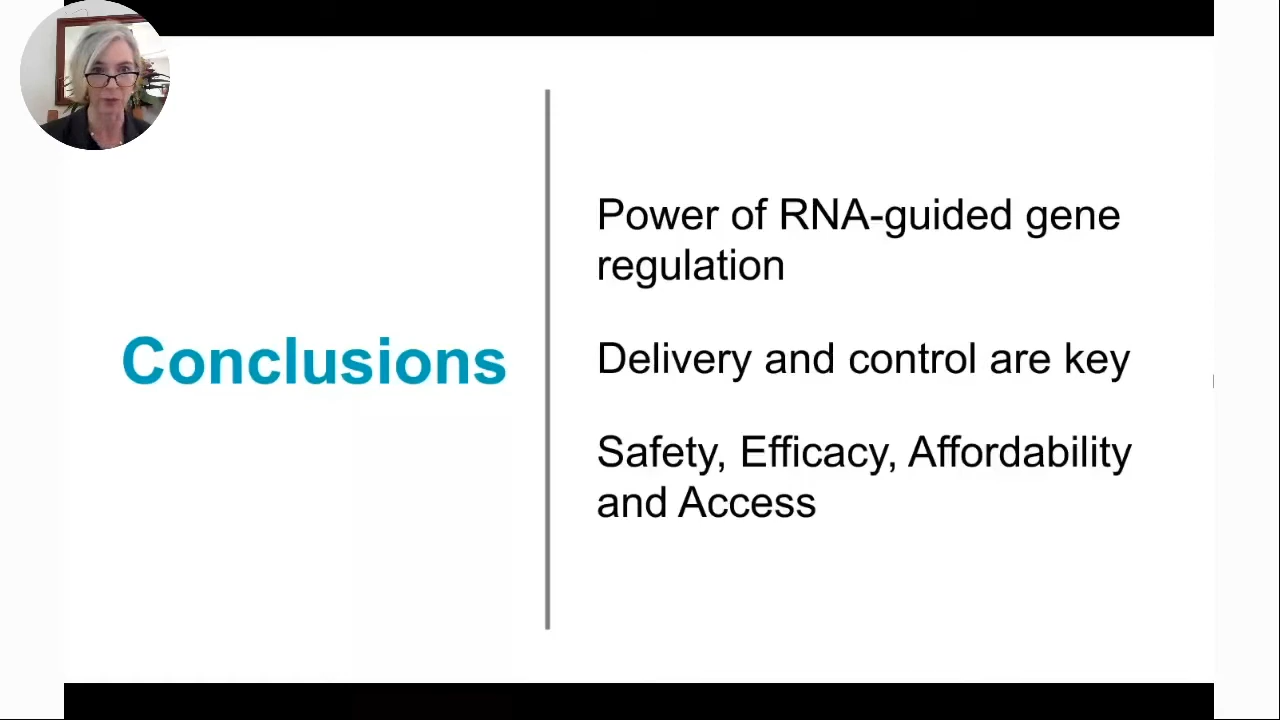 Conclusions
Power of RNA-guided gene
regulation
Delivery and control are key
Safety, Efficacy, Affordability
and Access